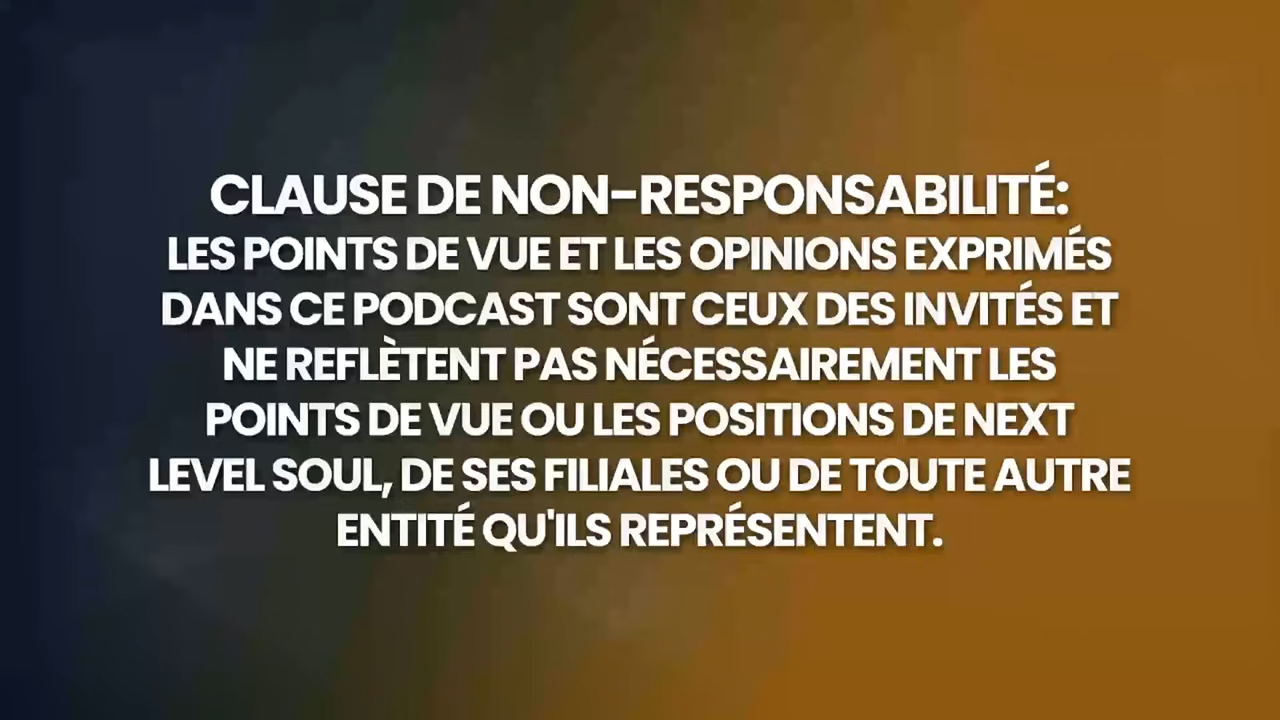 CLAUSE DE NON-RESPONSABILITÉ:
LES POINTS DE VUE ET LES OPINIONS EXPRIMÉS
DANS CE PODCAST SONT CEUX DES INVITÉS ET
NE REFLÈTENT PAS NÉCESSAIREMENT LES
POINTS DE VUE OU LES POSITIONS DE NEXT
LEVEL SOUL, DE SES FILIALES OU DE TOUTE AUTRE
ENTITÉ QU'ILS REPRÉSENTENT.